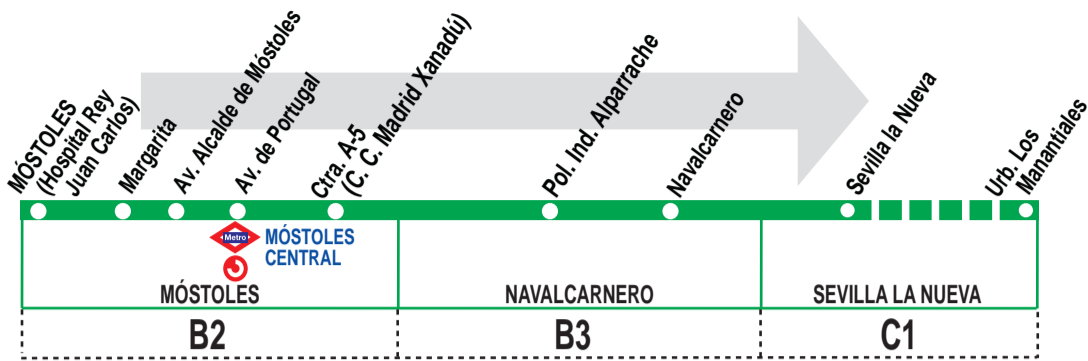 MÓSTOLES
(Hospital Rey
Juan Carlos)
Margarita
Av. Alcalde de Móstoles
Av. de Portugal
Ctra. A-5
(C. C. Madrid Xanadú)
Pol. Ind. Alparrache
Navalcarnero
Sevilla la Nueva
Urb. Los
Manantiales
Metro
MÓSTOLES
CENTRAL
MÓSTOLES
NAVALCARNERO
SEVILLA LA NUEVA
B2
B3
C1